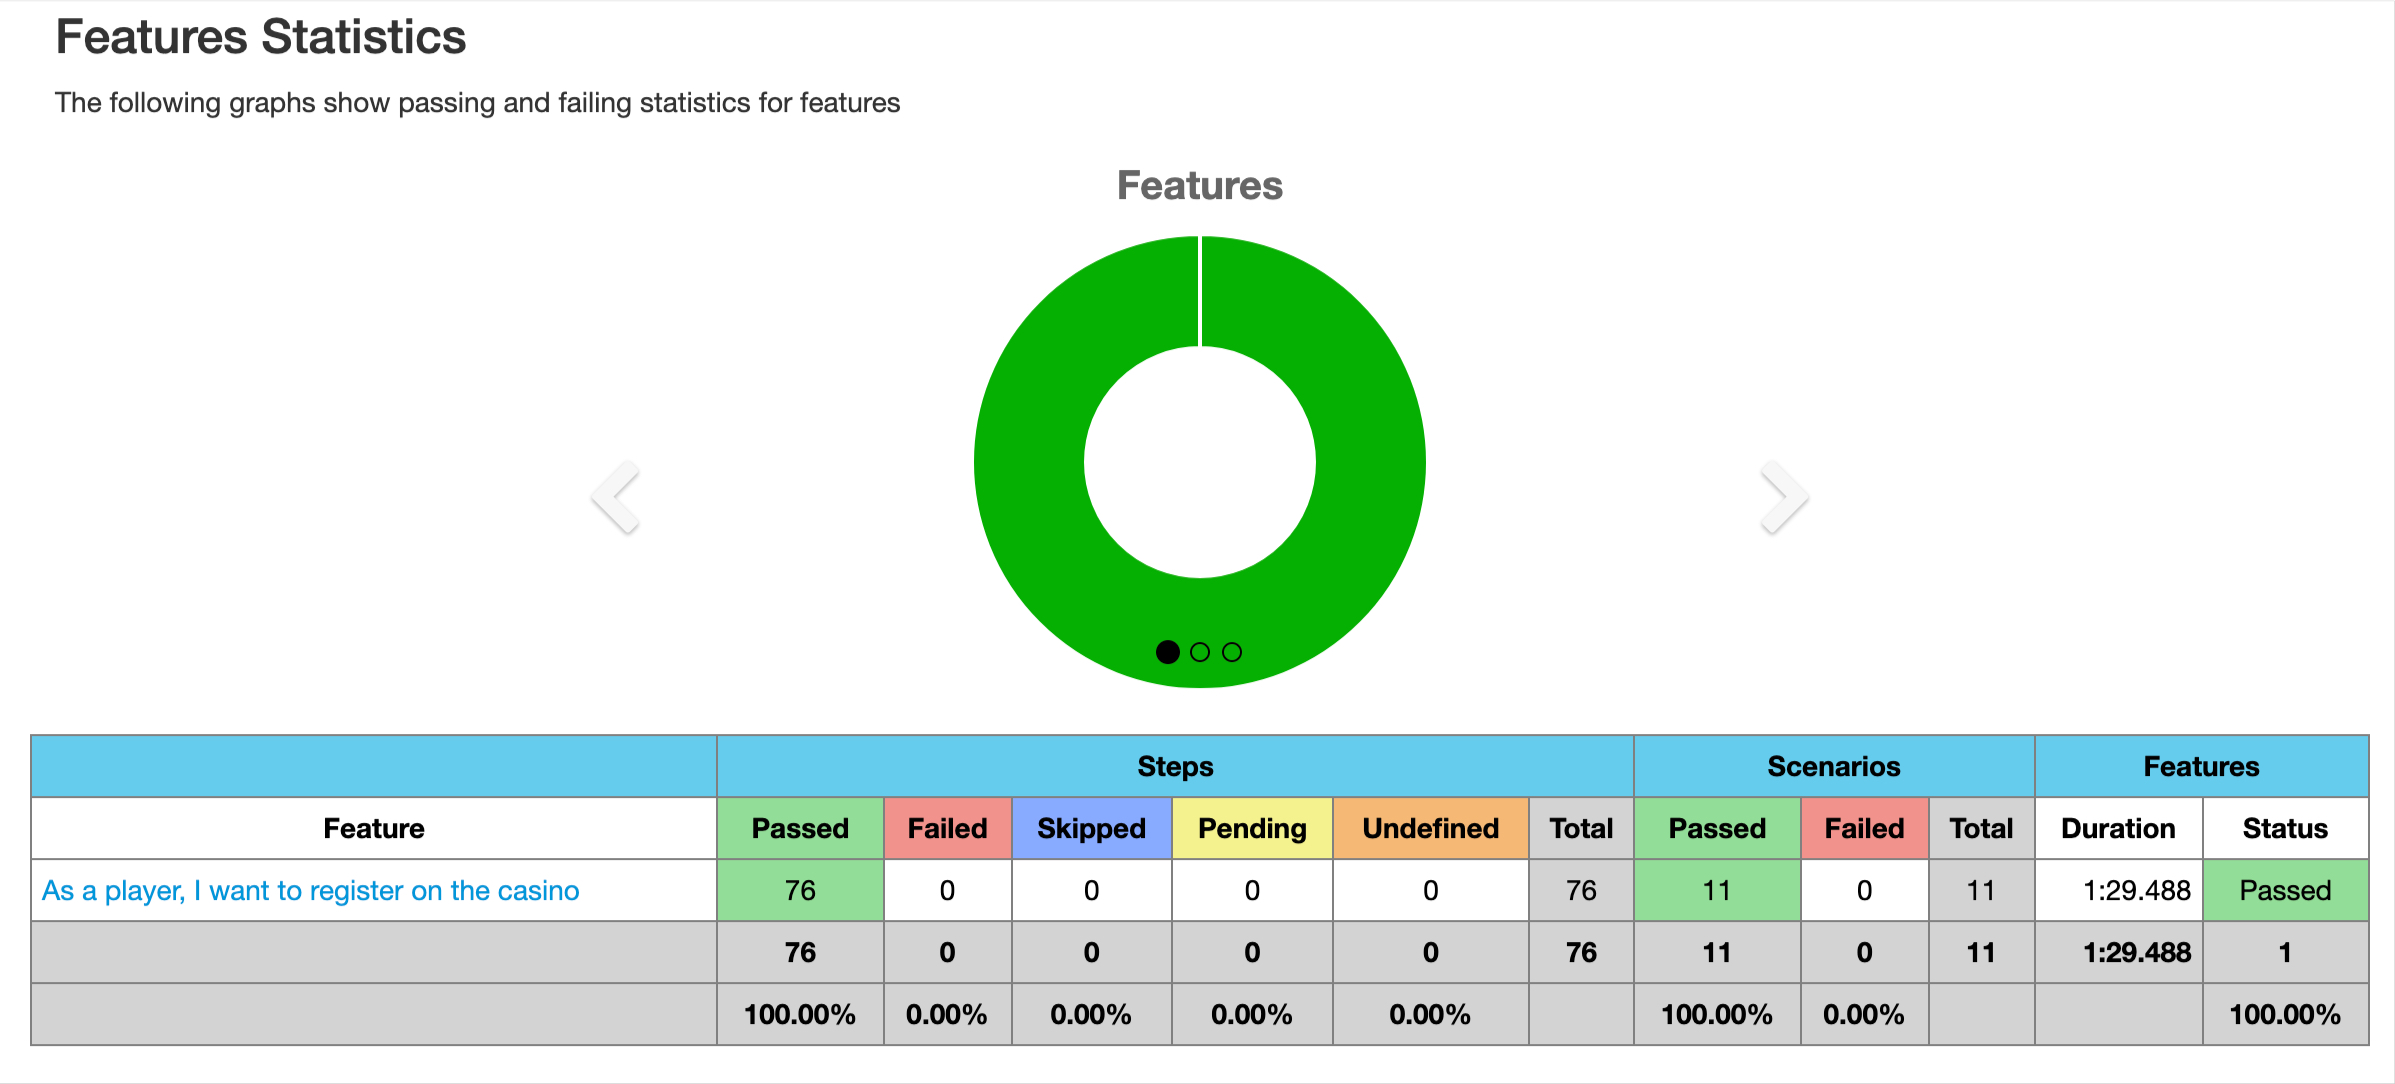 Features Statistics
The following graphs show passing and failing statistics for features
Features
Steps Scenarios Features
Feature Passed Failed Skipped Pending Undefined Total Passed Failed Total Duration Status
As a player, I want to register on the casino 76 0 0 0 0 76 11 0 11 1:29.488 Passed
76 0 0 0 0 76 11 0 11 1:29.488 1
100.00% 0.00% 0.00% 0.00% 0.00% 100.00% 0.00% 100.00%